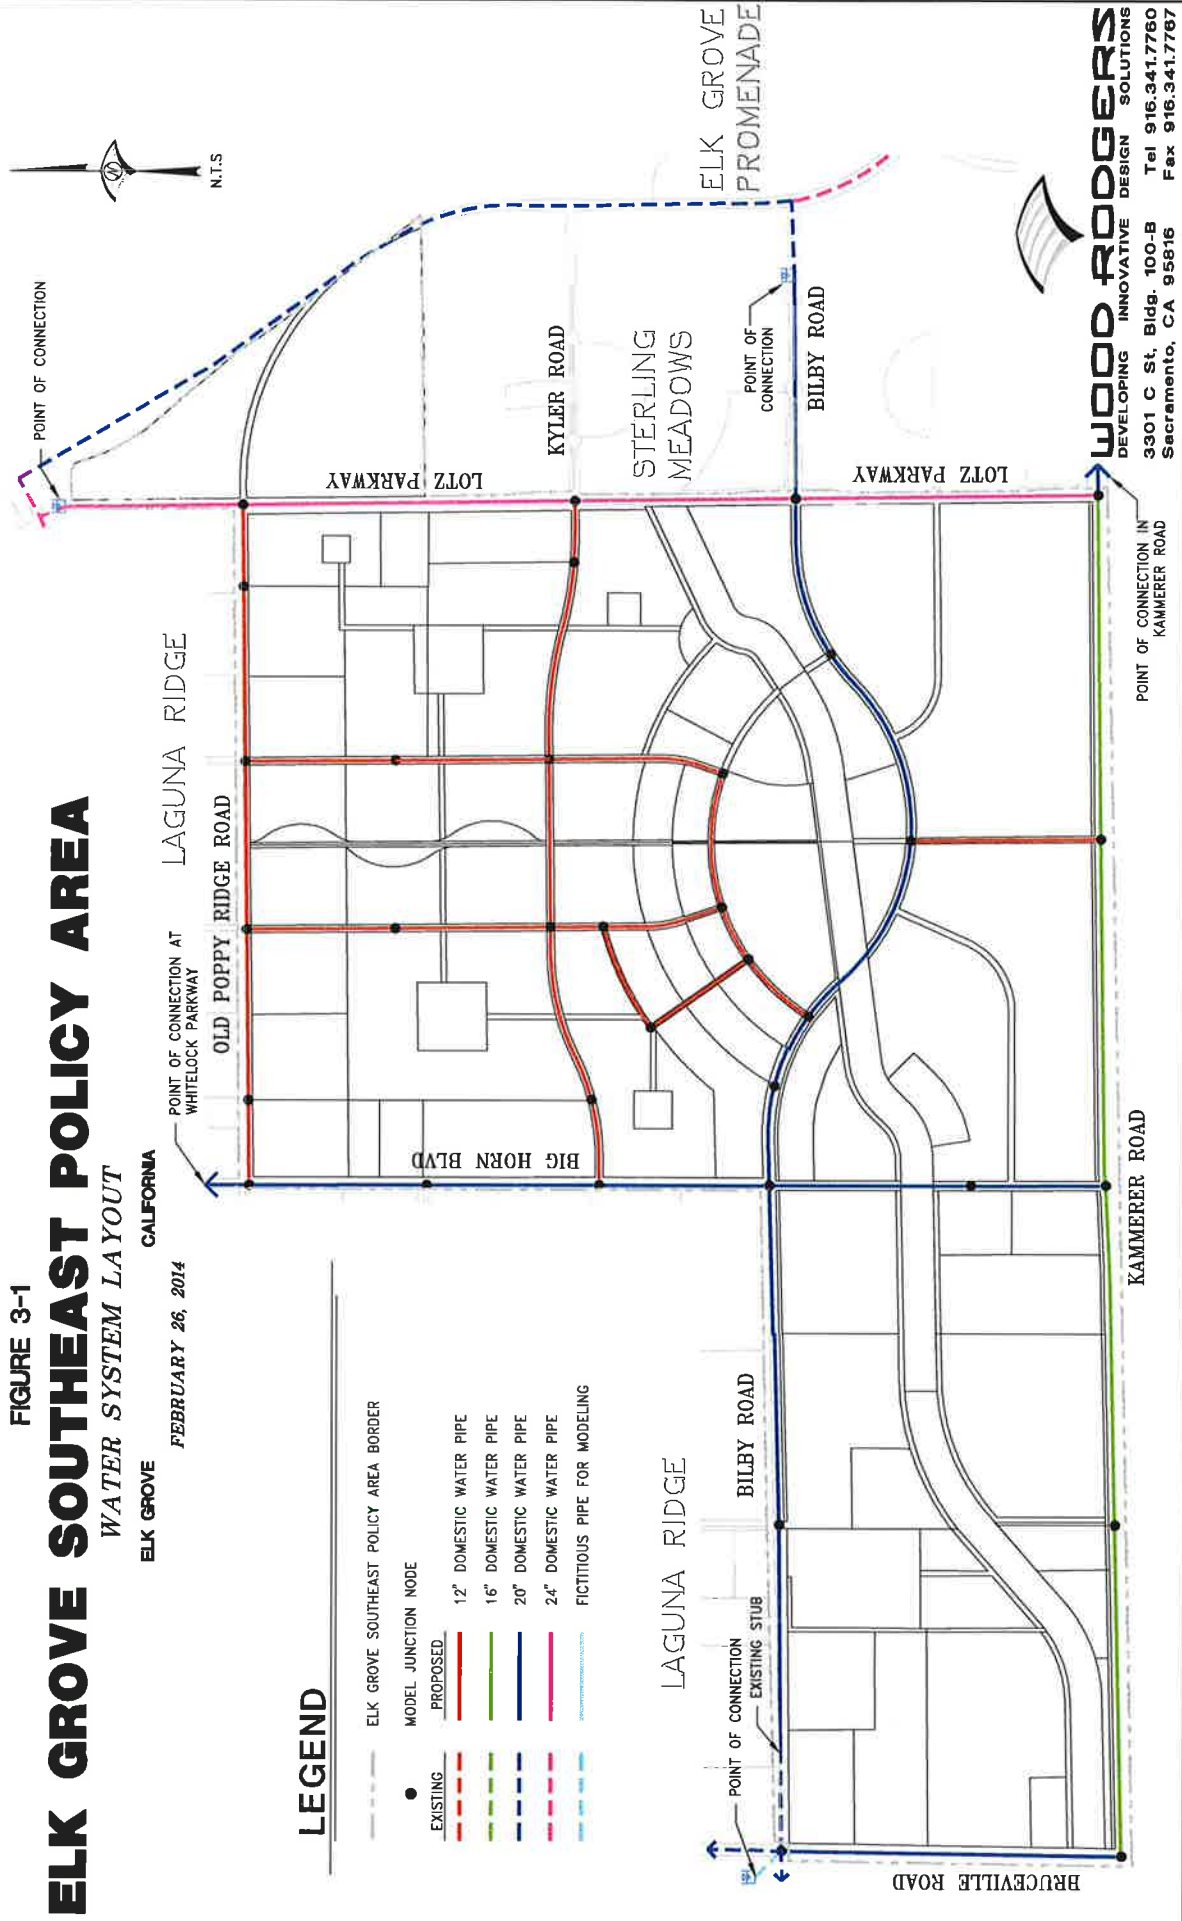 FIGURE 3-1
ELK GROVE SOUTHEAST POLICY AREA
WATER SYSTEM LAYOUT
ELK GROVE CALIFORNIA
FEBRUARY 26, 2014
N.T.S
LEGEND
ELK GROVE SOUTHEAST POLICY AREA BORDER
MODEL JUNCTION NODE
EXISTING PROPOSED
12" DOMESTIC WATER PIPE
16" DOMESTIC WATER PIPE
20" DOMESTIC WATER PIPE
24" DOMESTIC WATER PIPE
FICTITIOUS PIPE FOR MODELING
POINT OF CONNECTION AT
WHITELOCK PARKWAY
LAGUNA RIDGE
OLD POPPY RIDGE ROAD
POINT OF CONNECTION
LOTZ PARKWAY
BIG HORN BLVD
KYLER ROAD
STERLING
MEADOWS
ELK GROVE
PROMENADE
POINT OF
CONNECTION
BILBY ROAD
LOTZ PARKWAY
LAGUNA RIDGE
BILBY ROAD
POINT OF CONNECTION
EXISTING STUB
BRUCEVILLE ROAD
KAMMERER ROAD
POINT OF CONNECTION IN
KAMMERER ROAD
WOOD RODGERS
DEVELOPING INNOVATIVE DESIGN SOLUTIONS
3301 C St, Bldg. 100-B Tel 916.341.7760
Sacramento, CA 95816 Fax 916.341.7767